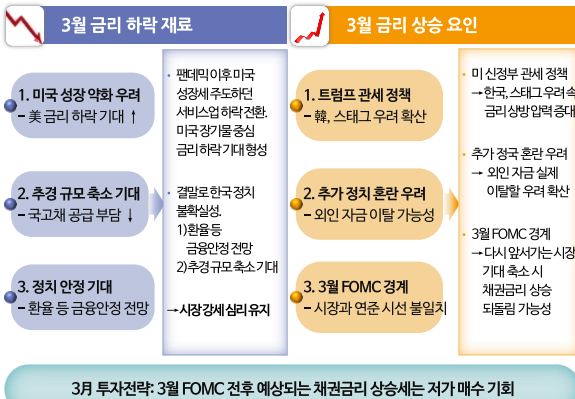 3월 금리 하락 재료
1. 미국 성장 약화 우려
– 美 금리 하락 기대 ↑
2. 추경 규모 축소 기대
– 국고채 공급 부담 ↓
3. 정치 안정 기대
– 환율 등 금융안정 전망
• 팬데믹 이후 미국
성장세 주도하던
서비스업 하락 전환.
미국 장기물 중심
금리 하락 기대 형성
• 결말로 한국 정치
불확실성.
1) 환율 등
금융안정 전망
2) 추경 규모 축소 기대
→ 시장 강세 심리 유지
3월 금리 상승 요인
1. 트럼프 관세 정책
– 韓, 스태그 우려 확산
2. 추가 정치 혼란 우려
– 외인 자금 이탈 가능성
3. 3월 FOMC 경계
– 시장과 연준 시선 불일치
• 미 신정부 관세 정책
→ 한국, 스태그 우려 속
금리 상방 압력 증대
• 추가 정국 혼란 우려
→ 외인 자금 실제
이탈할 우려 확산
• 3월 FOMC 경계
→ 다시 앞서가는 시장
기대 축소 시
채권금리 상승
되돌림 가능성
3月 투자전략: 3월 FOMC 전후 예상되는 채권금리 상승세는 저가 매수 기회